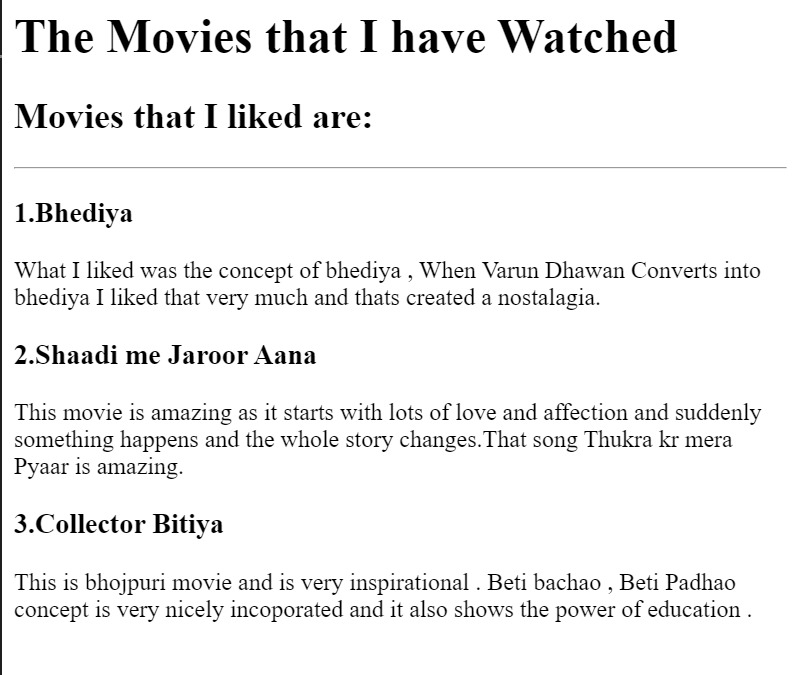 The Movies that I have Watched
Movies that I liked are:
1.Bhediya
What I liked was the concept of bhediya , When Varun Dhawan Converts into
bhediya I liked that very much and thats created a nostalagia.
2.Shaadi me Jaroor Aana
This movie is amazing as it starts with lots of love and affection and suddenly
something happens and the whole story changes.That song Thukra kr mera
Pyaar is amazing.
3.Collector Bitiya
This is bhojpuri movie and is very inspirational . Beti bachao , Beti Padhao
concept is very nicely incoporated and it also shows the power of education .